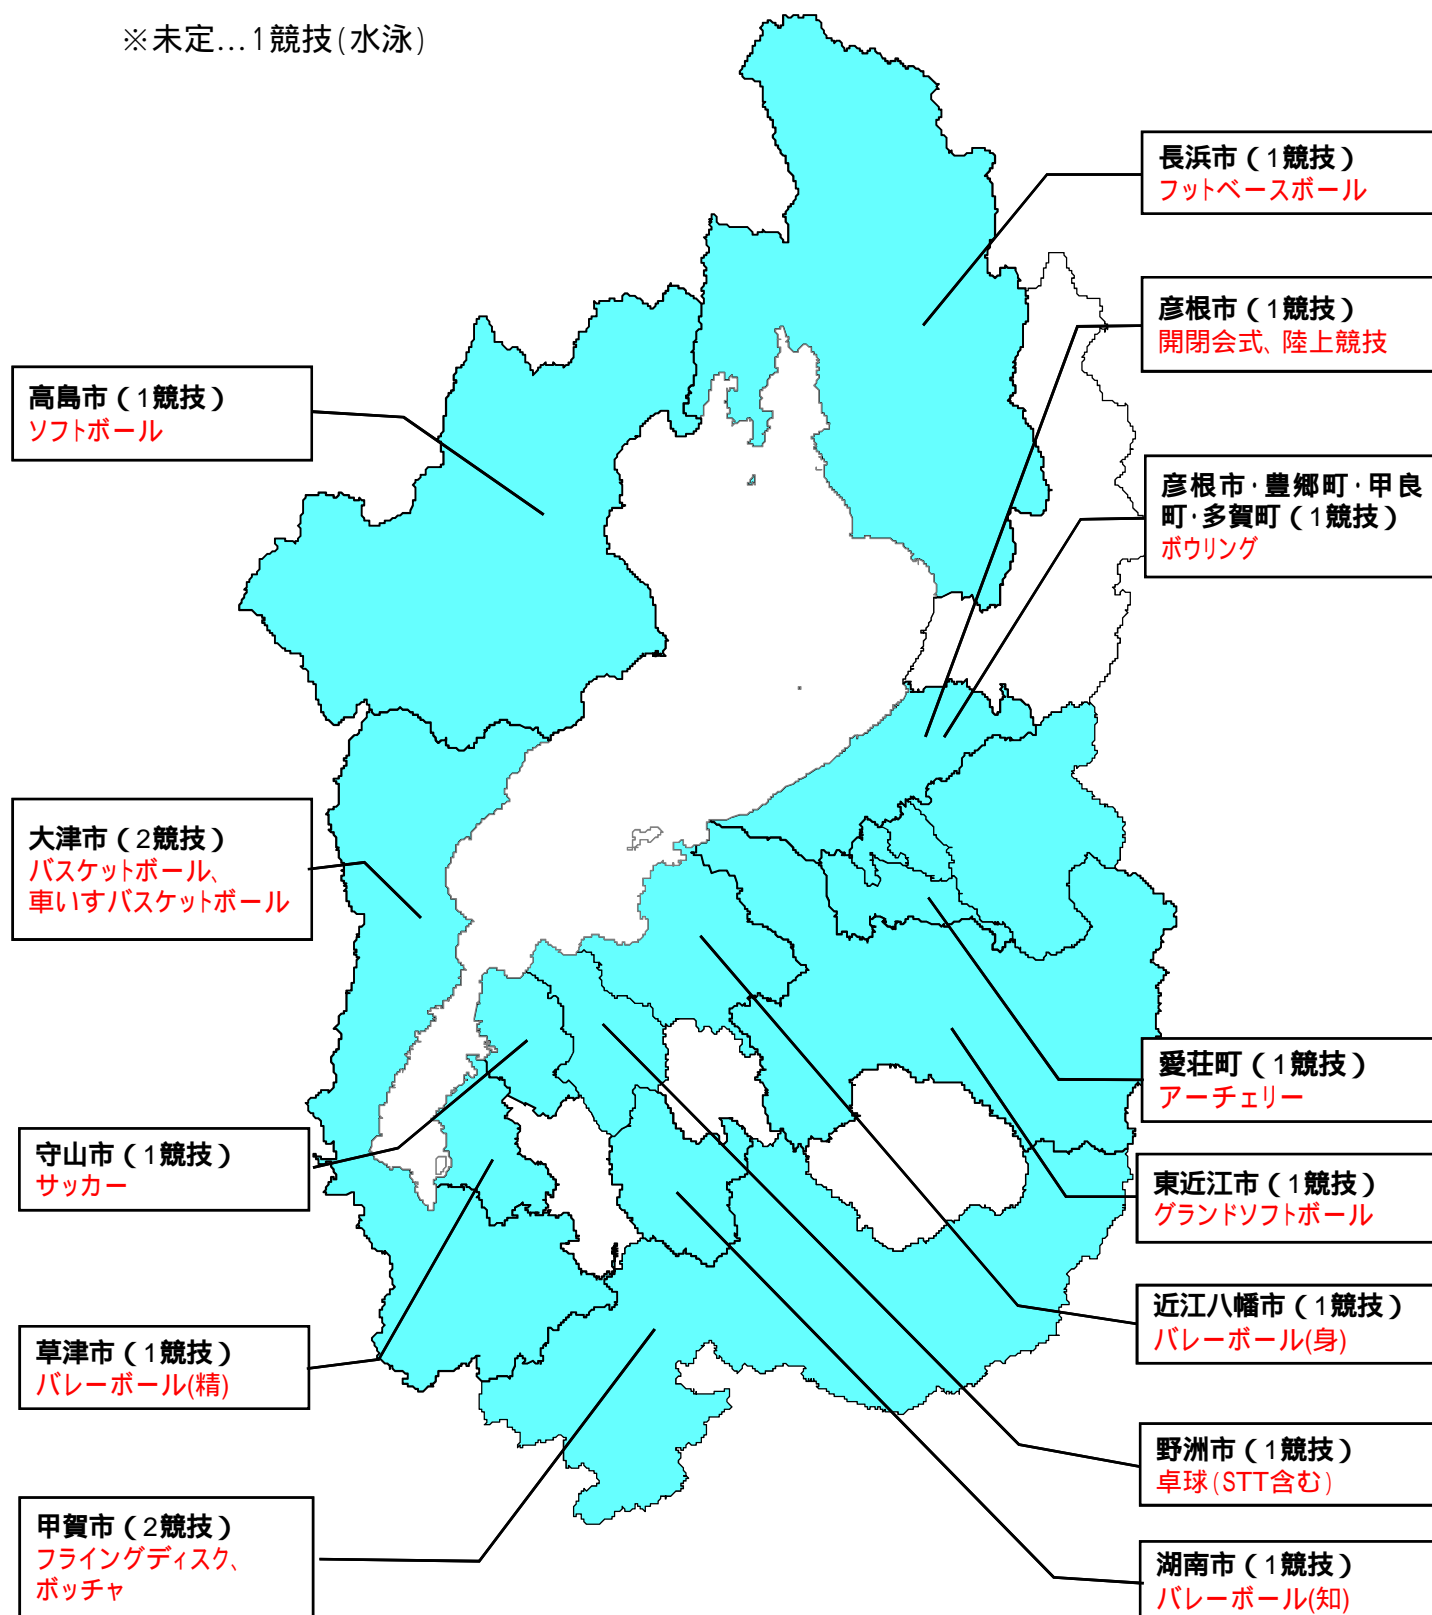 ※未定…1競技(水泳)
長浜市（1競技）
フットベースボール
彦根市（1競技）
開閉会式、陸上競技
高島市（1競技）
ソフトボール
彦根市・豊郷町・甲良
町・多賀町（1競技）
ボウリング
大津市（2競技）
バスケットボール、
車いすバスケットボール
愛荘町（1競技）
アーチェリー
守山市（1競技）
サッカー
東近江市（1競技）
グランドソフトボール
近江八幡市（1競技）
バレーボール(身)
草津市（1競技）
バレーボール(精)
野洲市（1競技）
卓球(STT含む)
甲賀市（2競技）
フライングディスク、
ボッチャ
湖南市（1競技）
バレーボール(知)